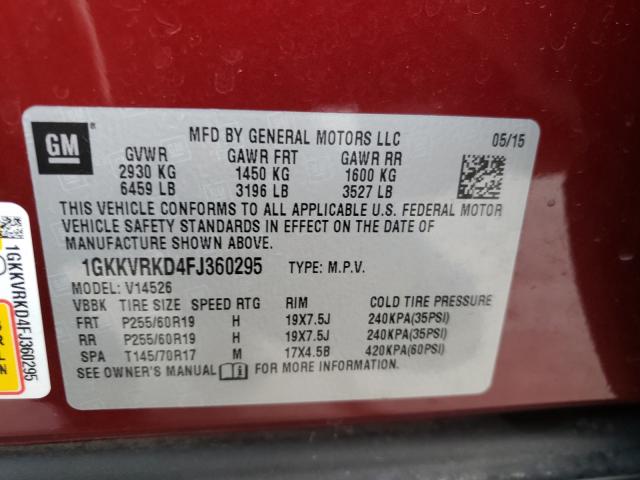 GM
MFD BY GENERAL MOTORS LLC 05/15
GVWR GAWR FRT GAWR RR
2930 KG 1450 KG 1600 KG
6459 LB 3196 LB 3527 LB
THIS VEHICLE CONFORMS TO ALL APPLICABLE U.S. FEDERAL MOTOR
VEHICLE SAFETY STANDARDS IN EFFECT ON THE DATE OF
MANUFACTURE SHOWN ABOVE.
1GKKVRKD4FJ360295 TYPE: M.P.V.
MODEL: V14526
VBBK TIRE SIZE SPEED RTG RIM COLD TIRE PRESSURE
FRT P255/60R19 H 19X7.5J 240KPA(35PSI)
RR P255/60R19 H 19X7.5J 240KPA(35PSI)
SPA T145/70R17 M 17X4.5B 420KPA(60PSI)
SEE OWNER'S MANUAL FOR MORE INFORMATION
1GKKVRKD4FJ360295